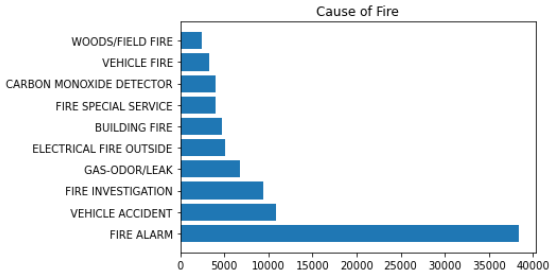 Cause of Fire
WOODS/FIELD FIRE
VEHICLE FIRE
CARBON MONOXIDE DETECTOR
FIRE SPECIAL SERVICE
BUILDING FIRE
ELECTRICAL FIRE OUTSIDE
GAS-ODOR/LEAK
FIRE INVESTIGATION
VEHICLE ACCIDENT
FIRE ALARM
0 5000 10000 15000 20000 25000 30000 35000 40000